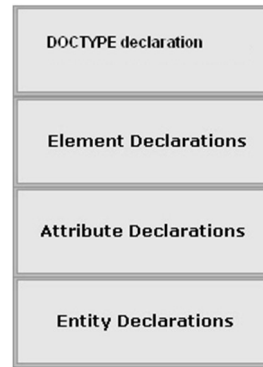 DOCTYPE declaration
Element Declarations
Attribute Declarations
Entity Declarations